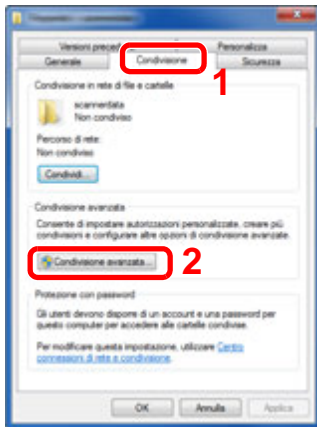 Versioni preced
Personalizza
Generale
Condivisione
Sicurezza
1
Condivisione in rete di file e cartelle
scannerdata
Non condiviso
Percorso di rete:
Non condiviso
Condividi...
Condivisione avanzata
Consente di impostare autorizzazioni personalizzate, creare più
condivisioni e configurare altre opzioni di condivisione avanzate.
Condivisione avanzata...
2
Protezione con password
Gli utenti devono disporre di un account e una password per
questo computer per accedere alle cartelle condivise.
Per modificare questa impostazione, utilizzare Centro
connessioni di rete e condivisione.
OK
Annulla
Applica